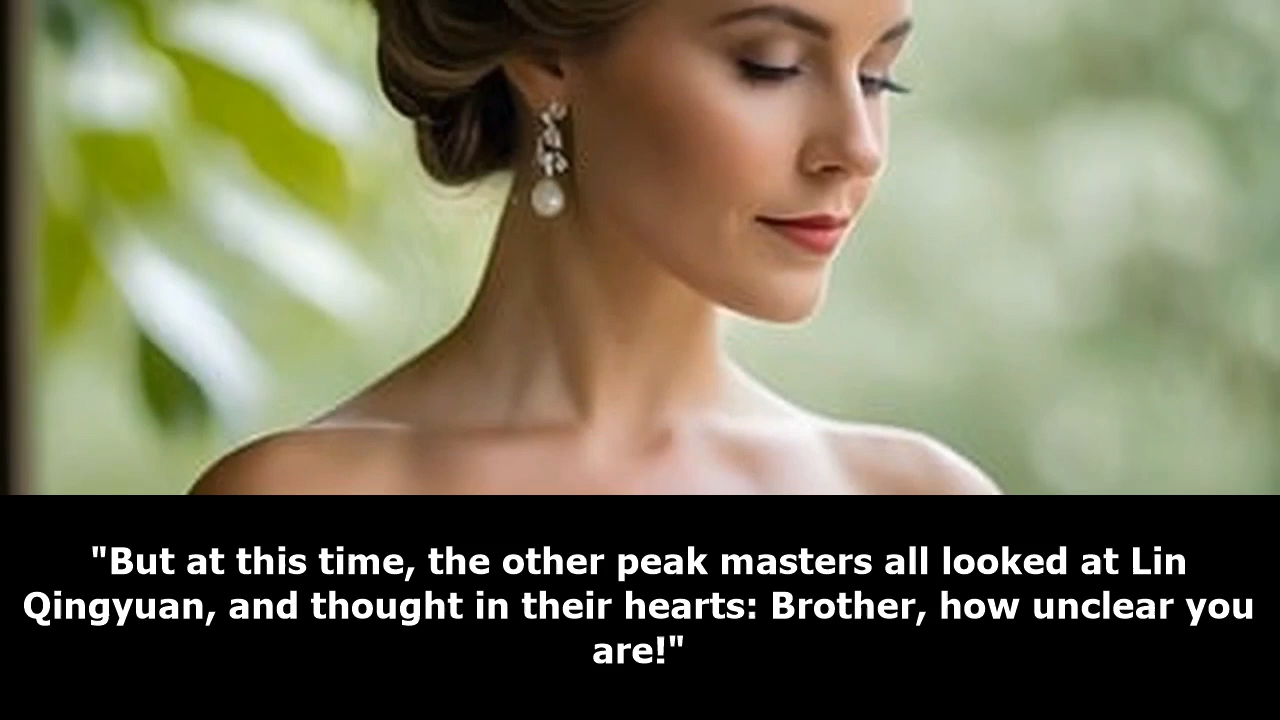 "But at this time, the other peak masters all looked at Lin
Qingyuan, and thought in their hearts: Brother, how unclear you
are!"